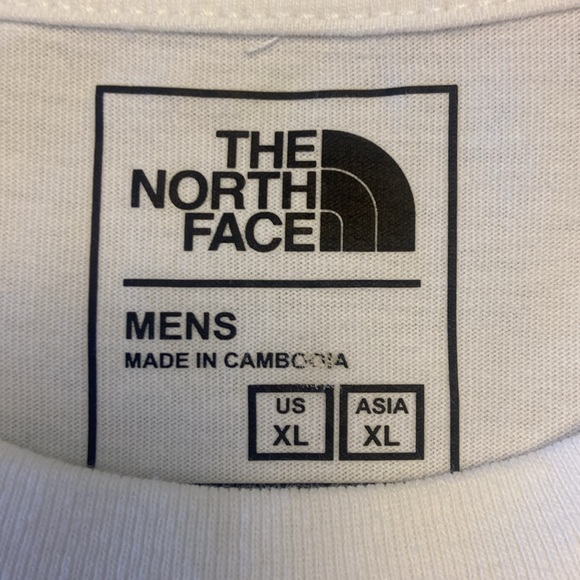 THE
NORTH
FACE
MENS
MADE IN CAMBODIA
US
XL
ASIA
XL